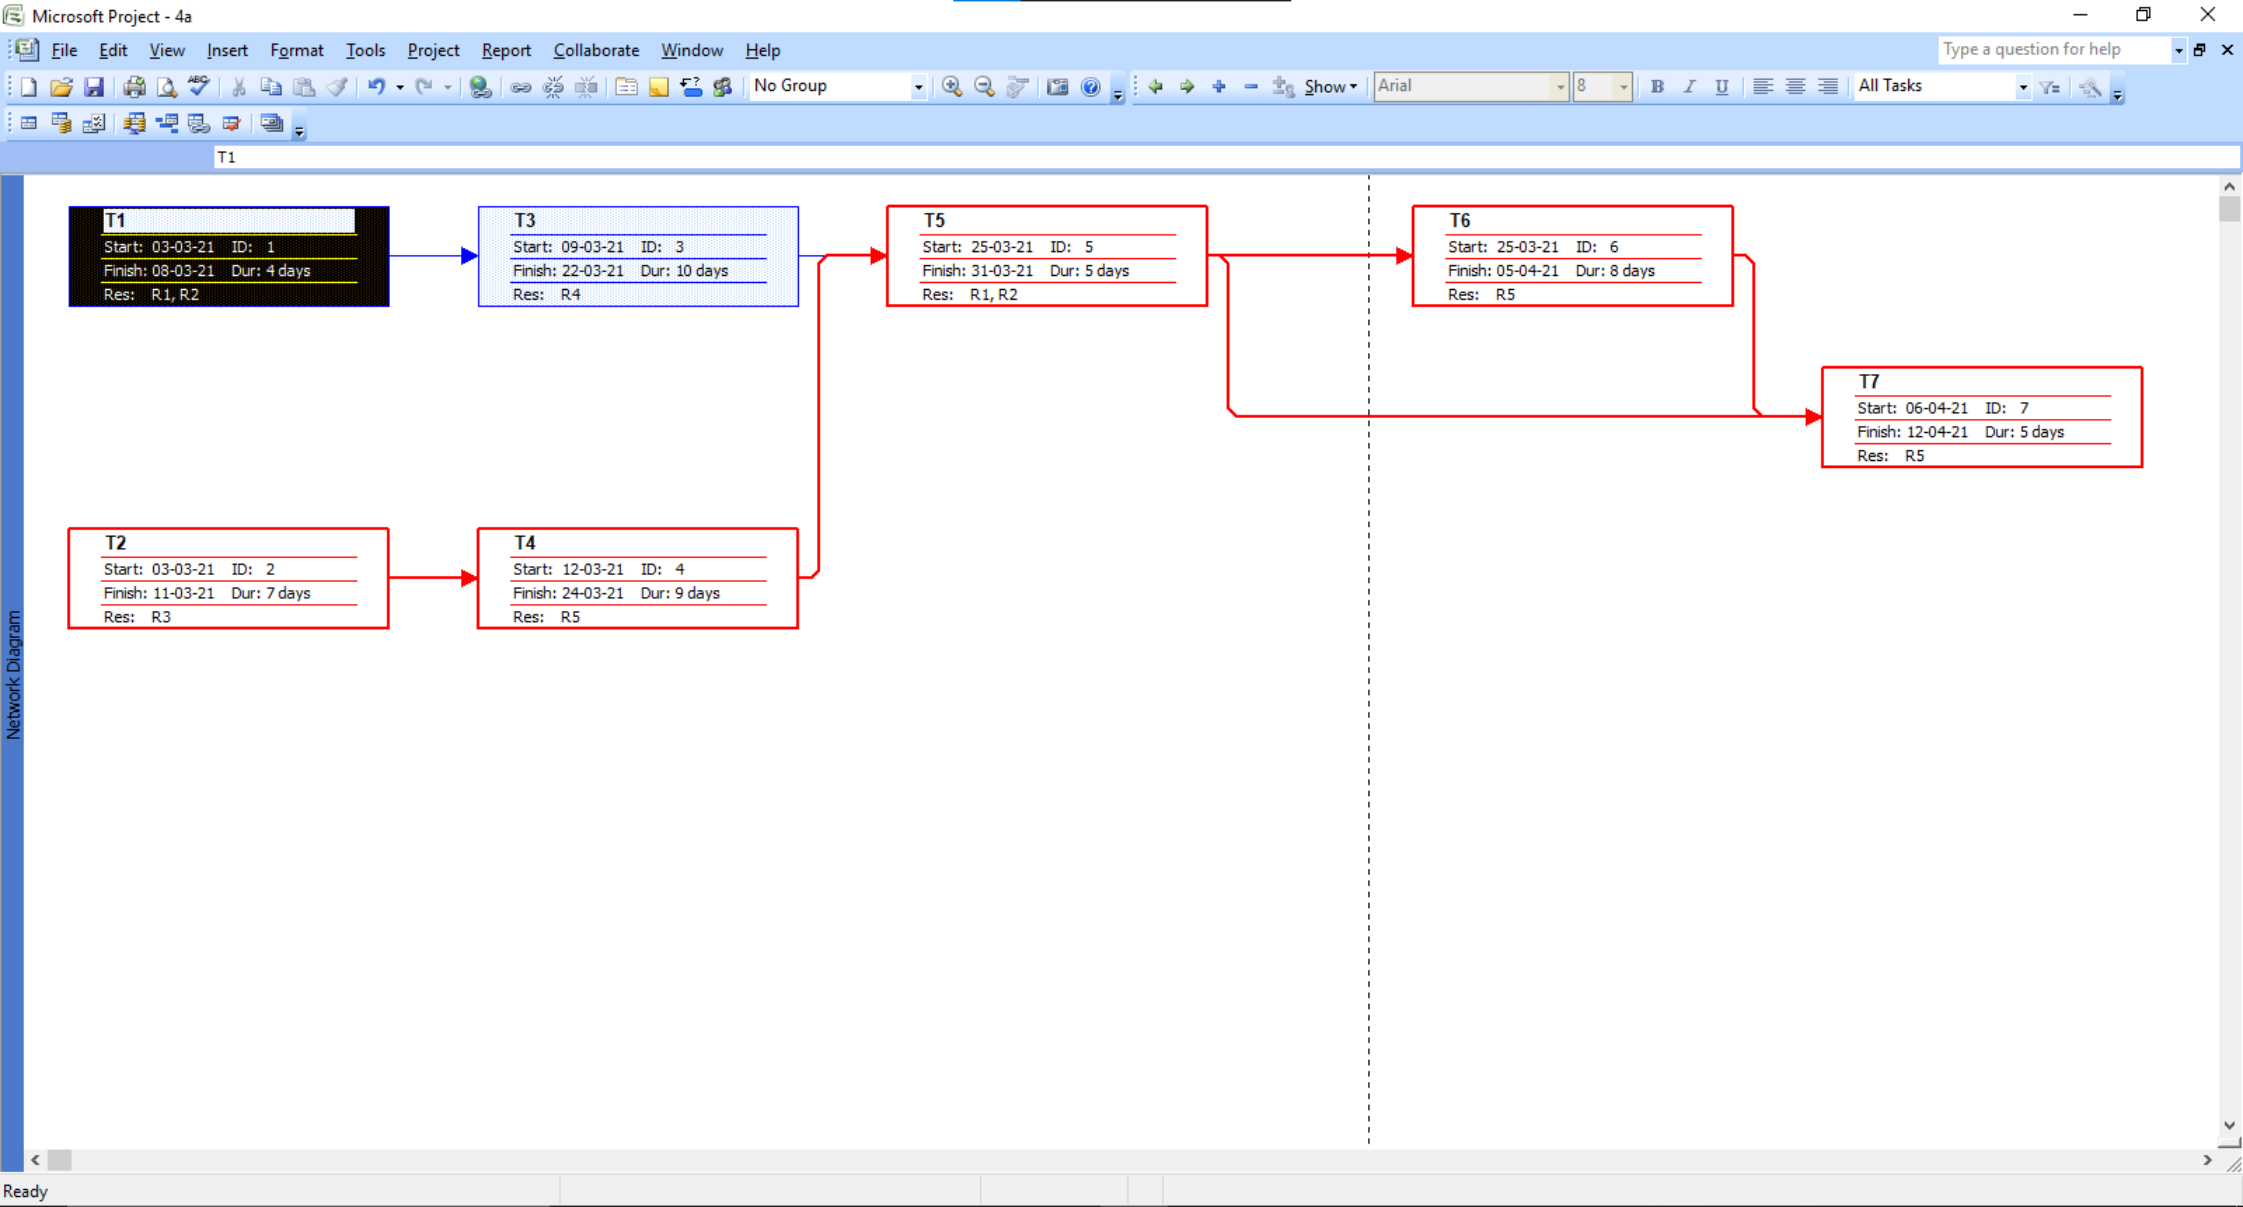 Microsoft Project - 4a
File Edit View Insert Format Tools Project Report Collaborate Window Help
Type a question for help
No Group
Show
Arial
8
B I U
All Tasks
T1
T1
Start: 03-03-21 ID: 1
Finish: 08-03-21 Dur: 4 days
Res: R1, R2
T3
Start: 09-03-21 ID: 3
Finish: 22-03-21 Dur: 10 days
Res: R4
T5
Start: 25-03-21 ID: 5
Finish: 31-03-21 Dur: 5 days
Res: R1, R2
T6
Start: 25-03-21 ID: 6
Finish: 05-04-21 Dur: 8 days
Res: R5
T7
Start: 06-04-21 ID: 7
Finish: 12-04-21 Dur: 5 days
Res: R5
T2
Start: 03-03-21 ID: 2
Finish: 11-03-21 Dur: 7 days
Res: R3
T4
Start: 12-03-21 ID: 4
Finish: 24-03-21 Dur: 9 days
Res: R5
Network Diagram
Ready